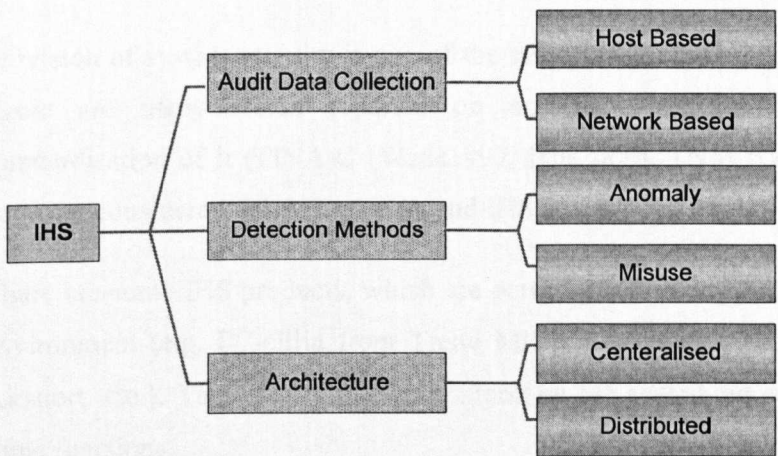 IHS
Audit Data Collection
Host Based
Network Based
Detection Methods
Anomaly
Misuse
Architecture
Centeralised
Distributed